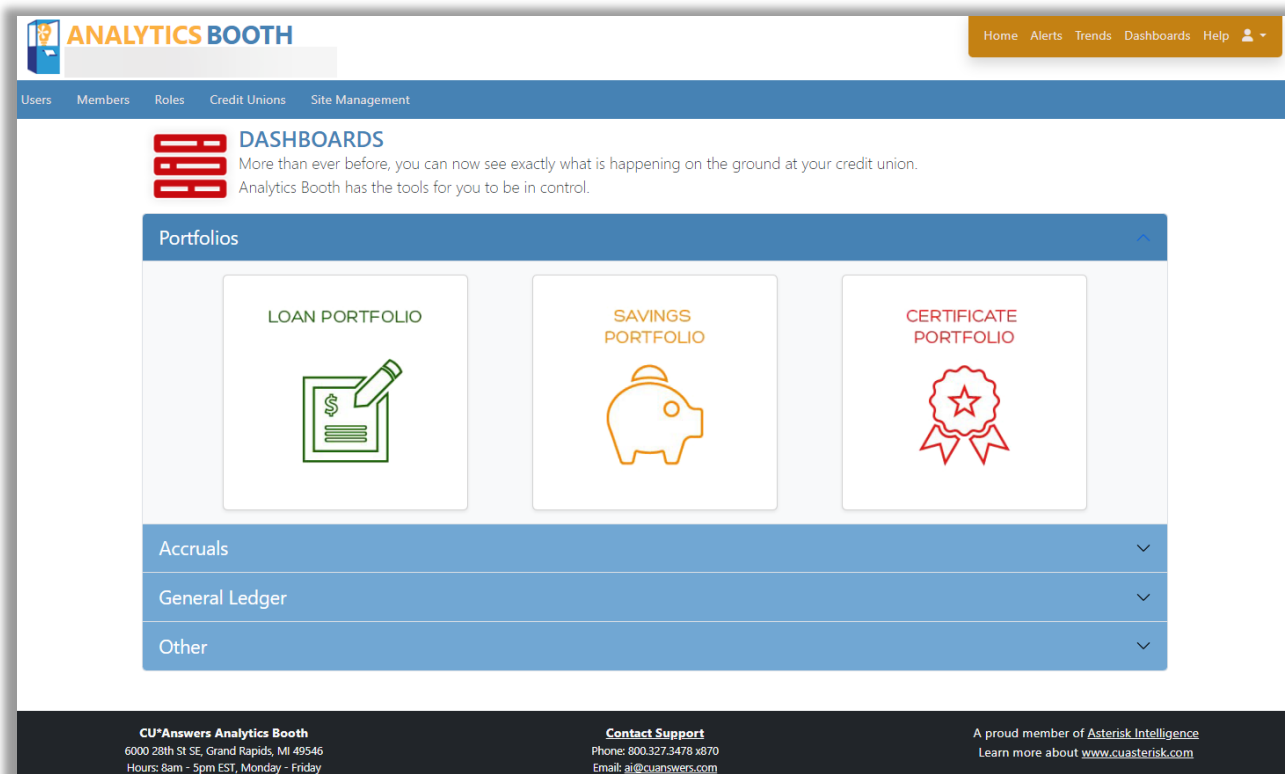 ANALYTICS BOOTH
Home Alerts Trends Dashboards Help
Users Members Roles Credit Unions Site Management
DASHBOARDS
More than ever before, you can now see exactly what is happening on the ground at your credit union.
Analytics Booth has the tools for you to be in control.
Portfolios
LOAN PORTFOLIO
$
SAVINGS
PORTFOLIO
CERTIFICATE
PORTFOLIO
Accruals
General Ledger
Other
CU*Answers Analytics Booth
6000 28th St SE, Grand Rapids, MI 49546
Hours: 8am - 5pm EST, Monday - Friday
Contact Support
Phone: 800.327.3478 x870
Email: ai@cuanswers.com
A proud member of Asterisk Intelligence
Learn more about www.cuasterisk.com